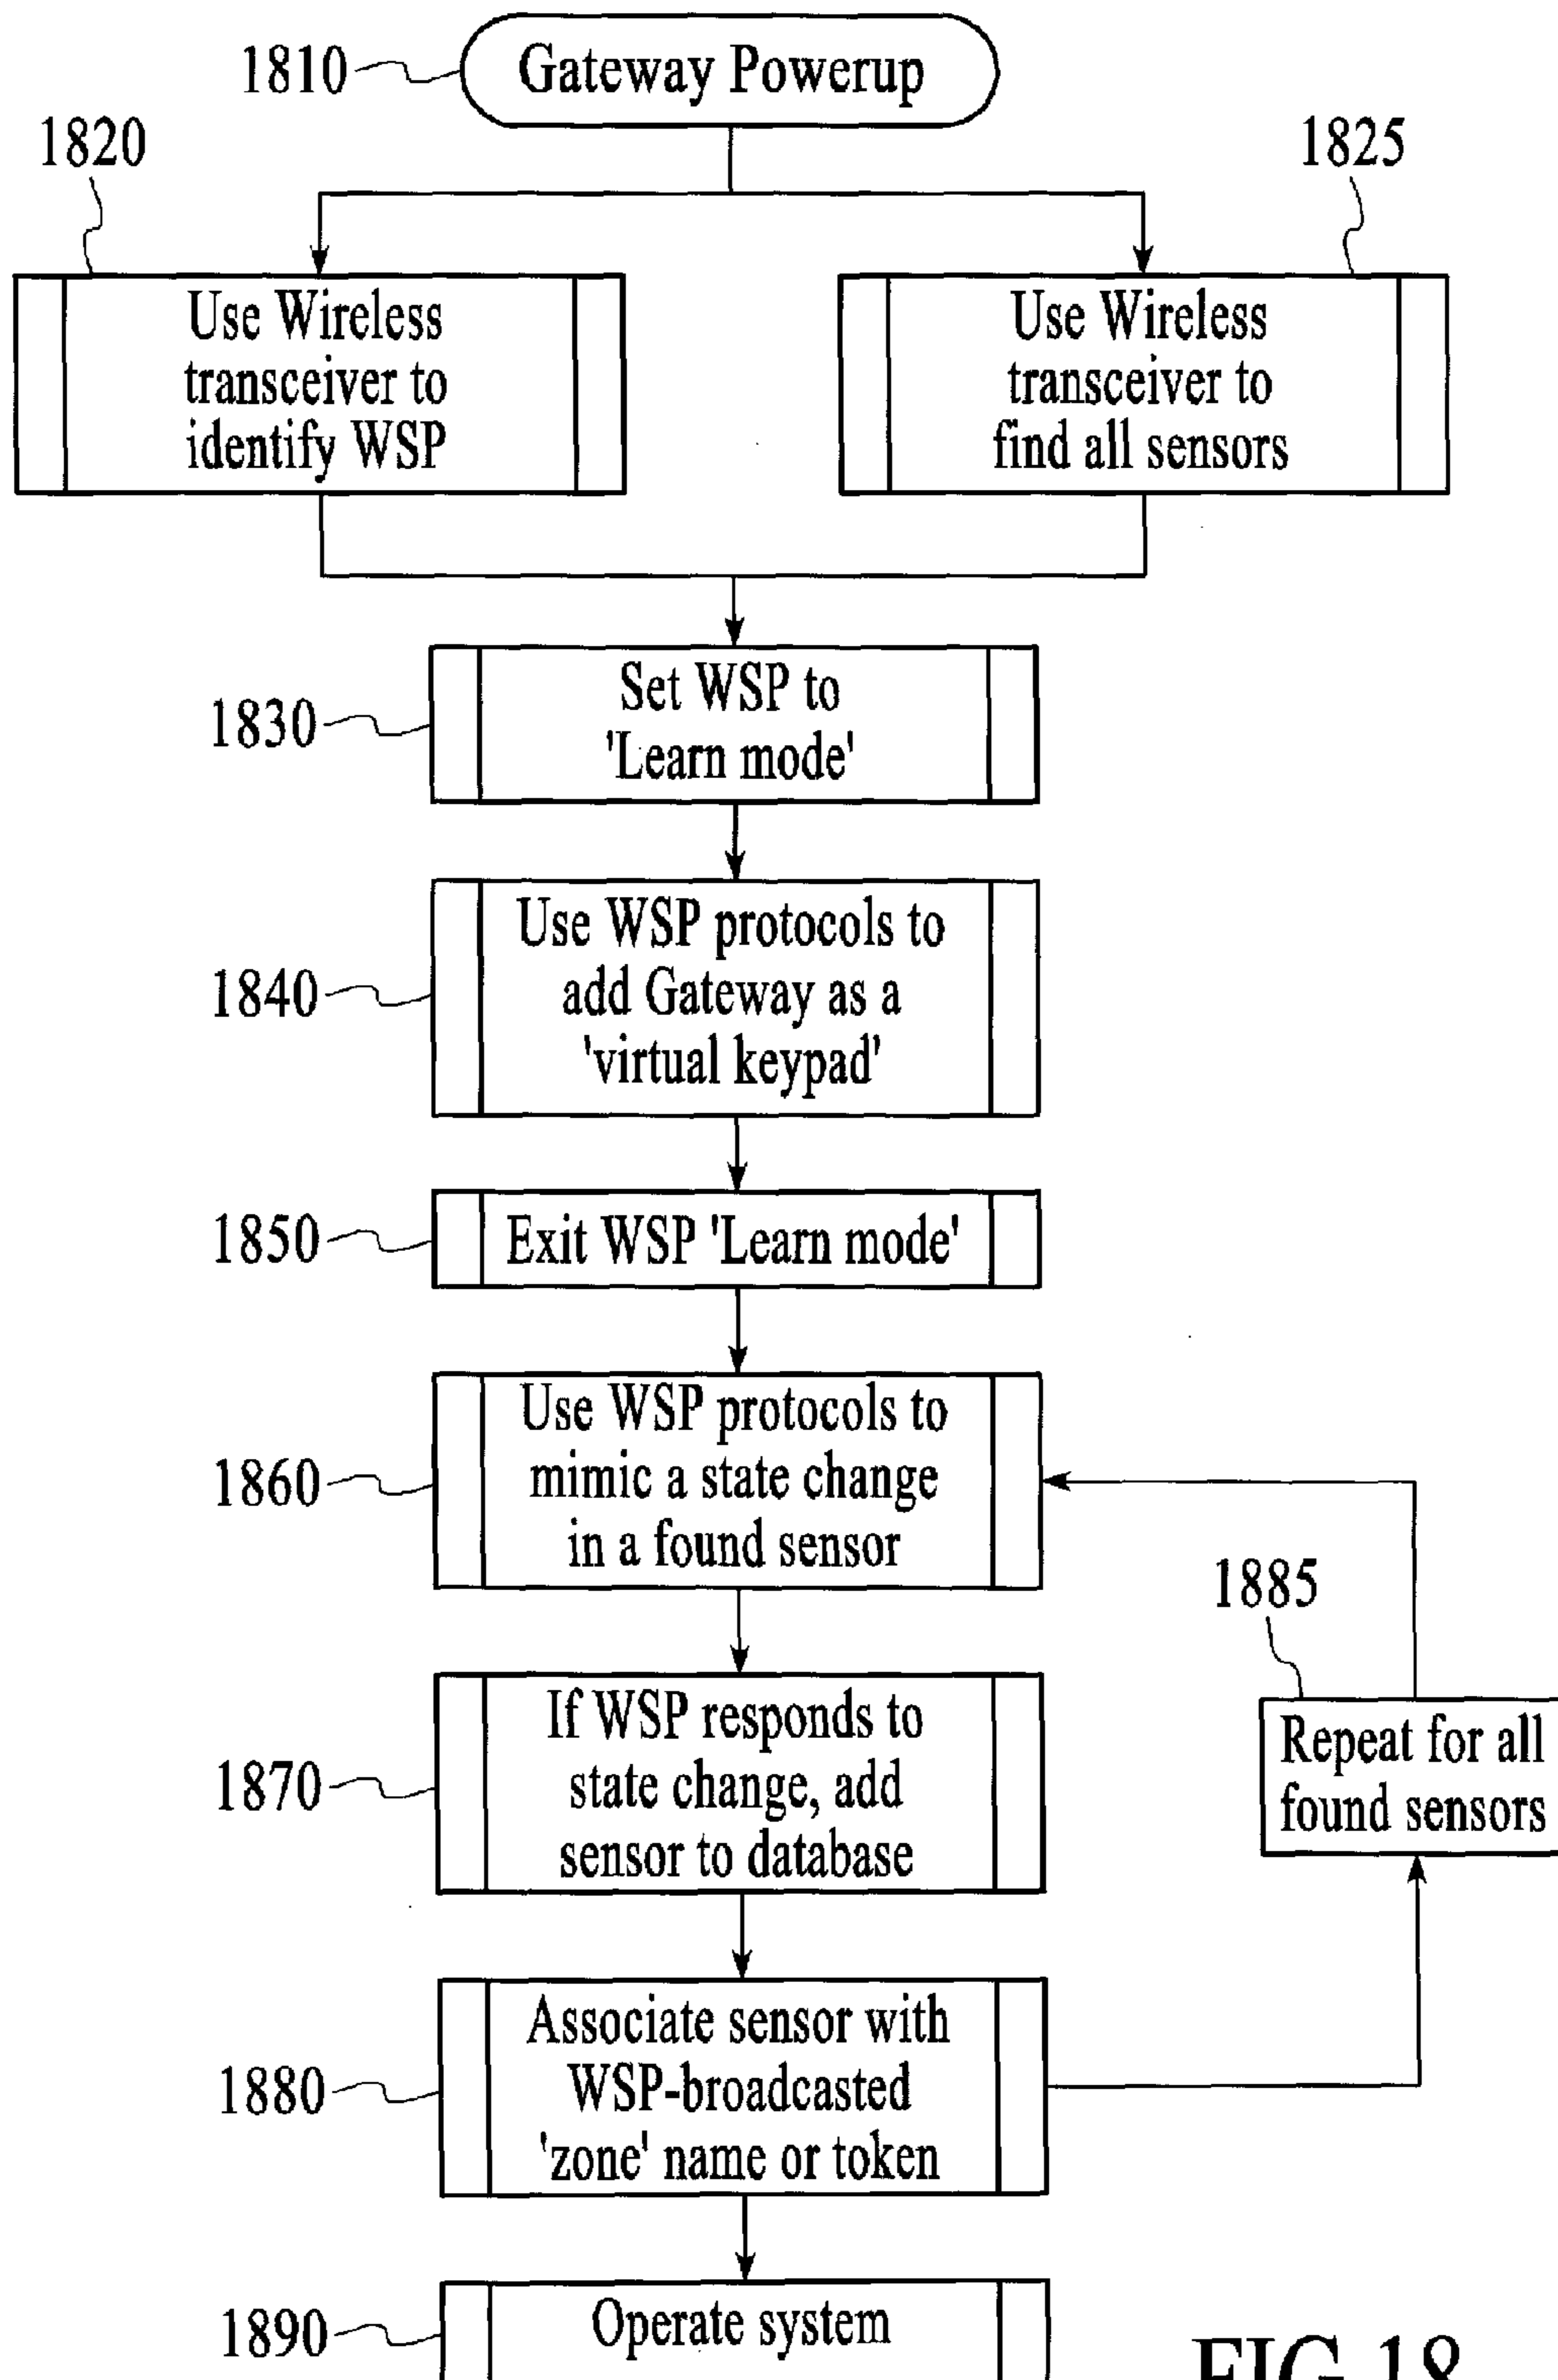 1810
Gateway Powerup
1820
1825
Use Wireless
transceiver to
identify WSP
Use Wireless
transceiver to
find all sensors
1830
Set WSP to
'Learn mode'
1840
Use WSP protocols to
add Gateway as a
'virtual keypad'
1850
Exit WSP 'Learn mode'
1860
Use WSP protocols to
mimic a state change
in a found sensor
1885
Repeat for all
found sensors
1870
If WSP responds to
state change, add
sensor to database
1880
Associate sensor with
WSP-broadcasted
'zone' name or token
1890
Operate system
FIG.18